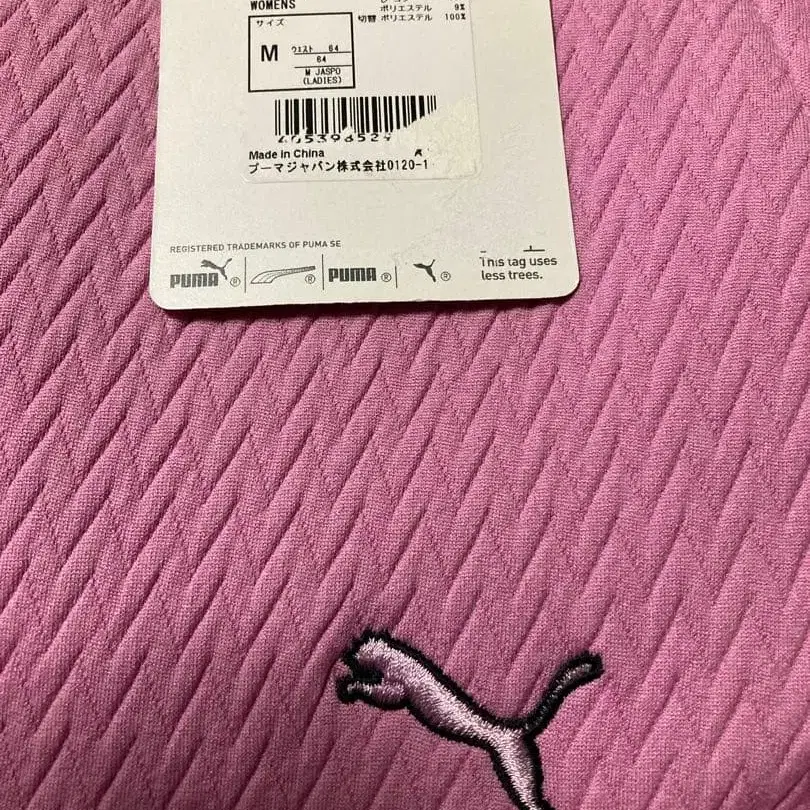 WOMENS
ポリエステル 9%
切替 ポリエステル 100%
サイズ
M
ウエスト 64
64
M JASPO
(LADIES)
Made in China
プーマジャパン株式会社0120-1
REGISTERED TRADEMARKS OF PUMA SE
PUMA ® ® PUMA ® ®
This tag uses
less trees.